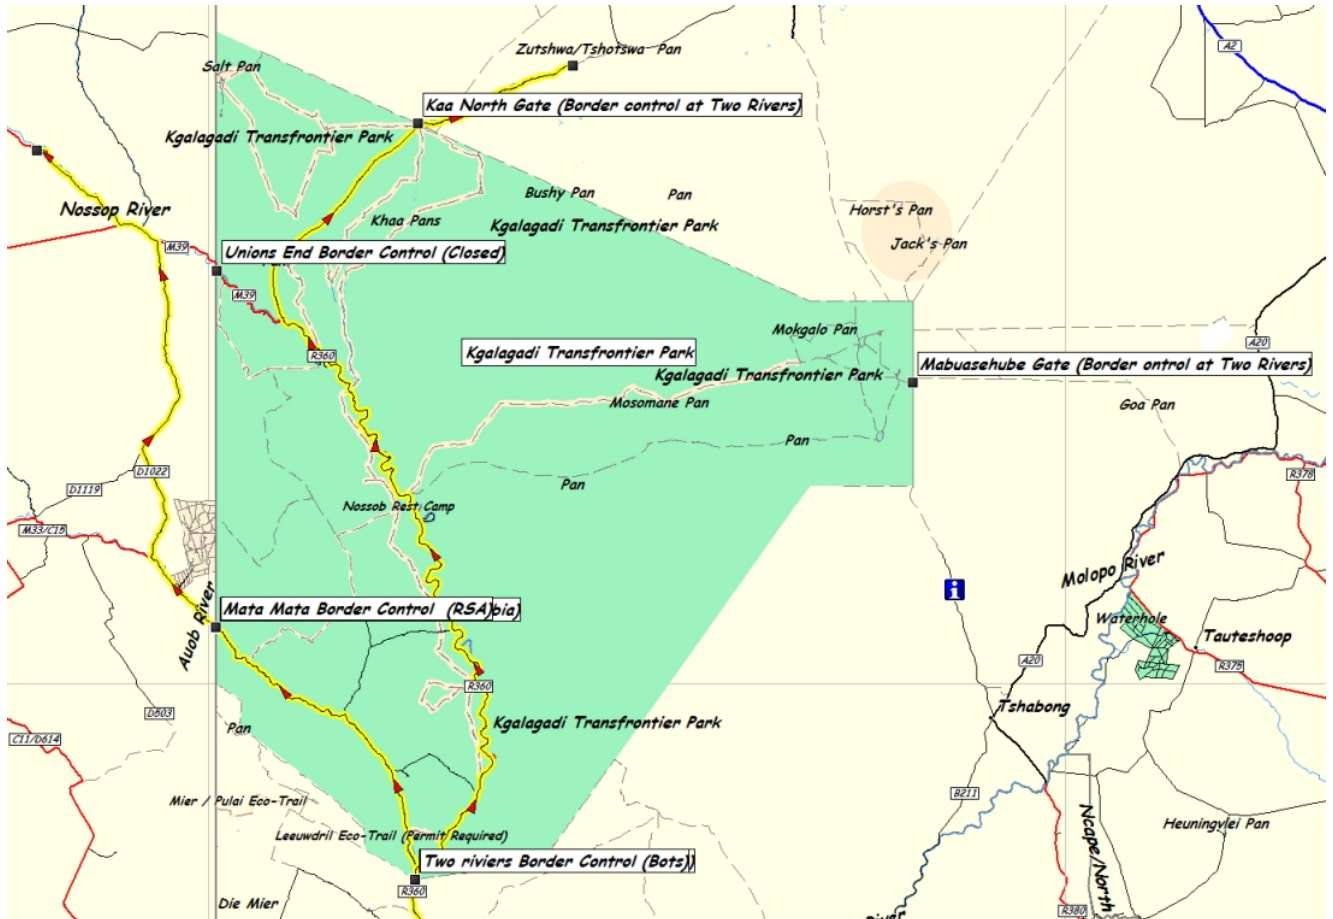 A2
Zutshwa/Tshotswa Pan
Salt Pan
Kaa North Gate (Border control at Two Rivers)
Kgalagadi Transfrontier Park
Bushy Pan
Pan
Nossop River
Khaa Pans
Kgalagadi Transfrontier Park
Horst's Pan
Jack's Pan
M39
Unions End Border Control (Closed)
M39
Mokgalo Pan
A20
R360
Kgalagadi Transfrontier Park
Kgalagadi Transfrontier Park
Mabuasehube Gate (Border ontrol at Two Rivers)
Mosomane Pan
Goa Pan
Pan
D1022
R378
D1119
Pan
Nossob Rest Camp
M33/C15
Molopo River
Auob River
Mata Mata Border Control (RSA)
bia)
Waterhole
Tauteshoop
A20
R375
R360
Tshabong
D503
Pan
Kgalagadi Transfrontier Park
C11/D614
B211
Mier / Pulai Eco-Trail
Ncape/North
Heuningvlei Pan
Leeuwdril Eco-Trail (Permit Required)
Two riviers Border Control (Bots))
R360
Die Mier
River
R380